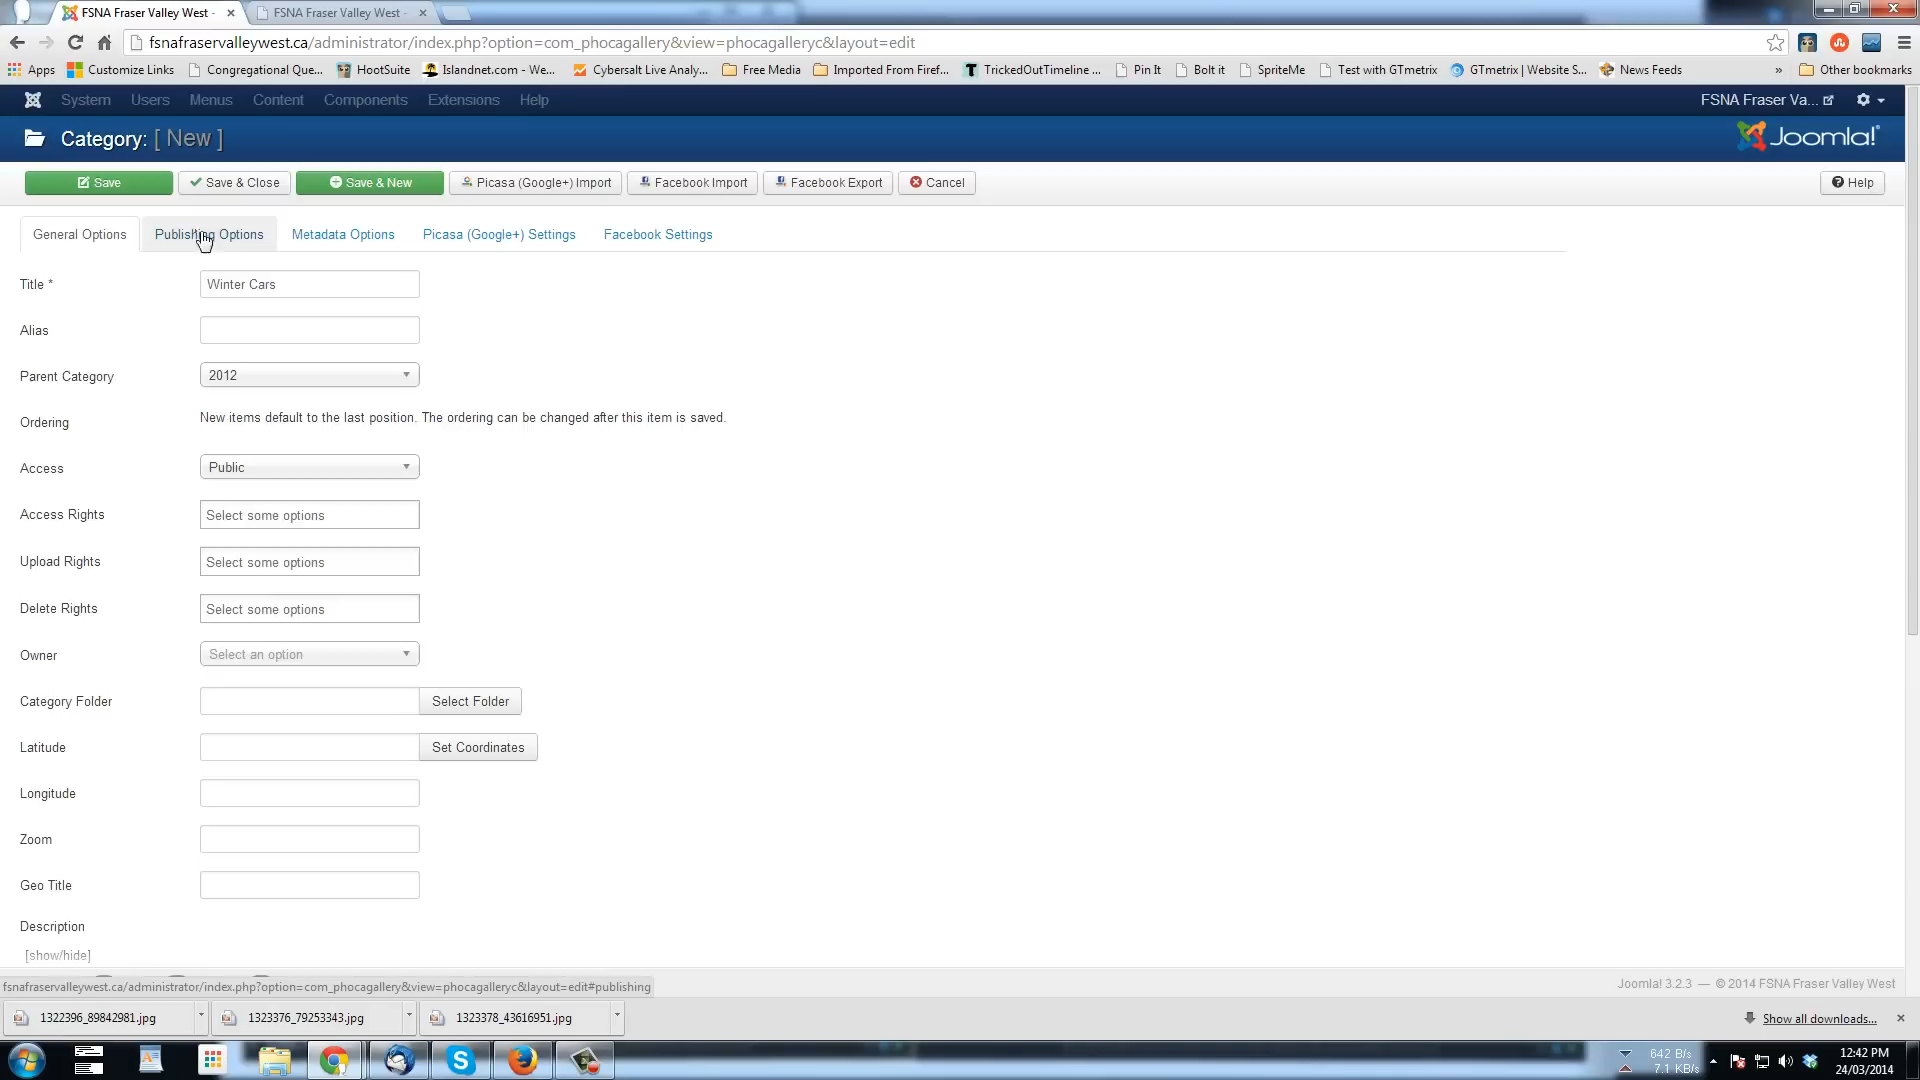 FSNA Fraser Valley West - FSNA Fraser Valley West -
fsnafraservalleywest.ca/administrator/index.php?option=com_phocagallery&view=phocagalleryc&layout=edit
Apps Customize Links Congregational Que... HootSuite Islandnet.com - We... Cybersalt Live Analy... Free Media Imported From Firef... TrickedOutTimeline ... Pin It Bolt it SpriteMe Test with GTmetrix GTmetrix | Website S... News Feeds » Other bookmarks
System Users Menus Content Components Extensions Help FSNA Fraser Va...
Category: [ New ] Joomla!
Save Save & Close Save & New Picasa (Google+) Import Facebook Import Facebook Export Cancel Help
General Options Publishing Options Metadata Options Picasa (Google+) Settings Facebook Settings
Title * Winter Cars
Alias
Parent Category 2012
Ordering New items default to the last position. The ordering can be changed after this item is saved.
Access Public
Access Rights Select some options
Upload Rights Select some options
Delete Rights Select some options
Owner Select an option
Category Folder Select Folder
Latitude Set Coordinates
Longitude
Zoom
Geo Title
Description
[show/hide]
fsnafraservalleywest.ca/administrator/index.php?option=com_phocagallery&view=phocagalleryc&layout=edit#publishing Joomla! 3.2.3 — © 2014 FSNA Fraser Valley West
1322396_89842981.jpg 1323376_79253343.jpg 1323378_43616951.jpg Show all downloads...
642 B/s 12:42 PM
7.1 KB/s 24/03/2014